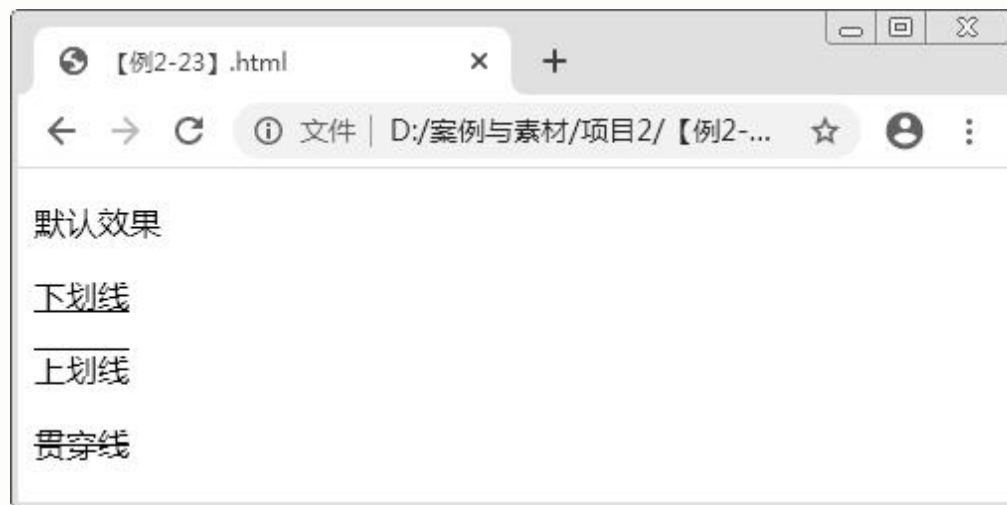 【例2-23】.html
文件 | D:/案例与素材/项目2/【例2-...
默认效果
下划线
上划线
贯穿线